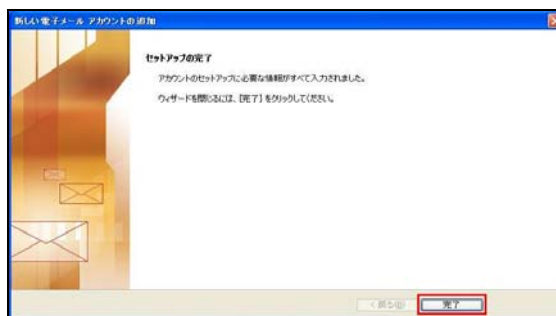 新しい電子メール アカウントの追加
セットアップの完了
アカウントのセットアップに必要な情報がすべて入力されました。
ウィザードを閉じるには、[完了] をクリックしてください。
< 戻る(B)
完了